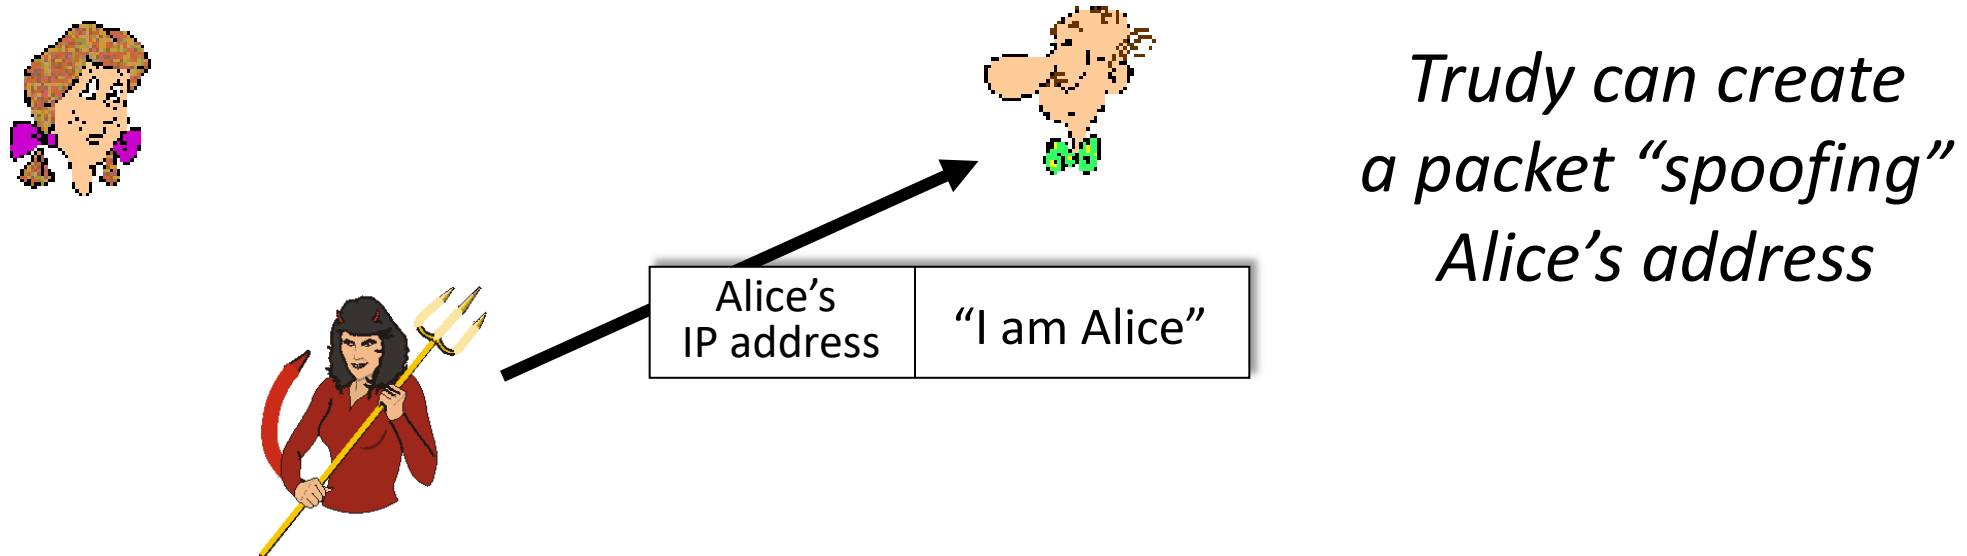 Trudy can create
a packet “spoofing”
Alice’s address
Alice’s
IP address
“I am Alice”